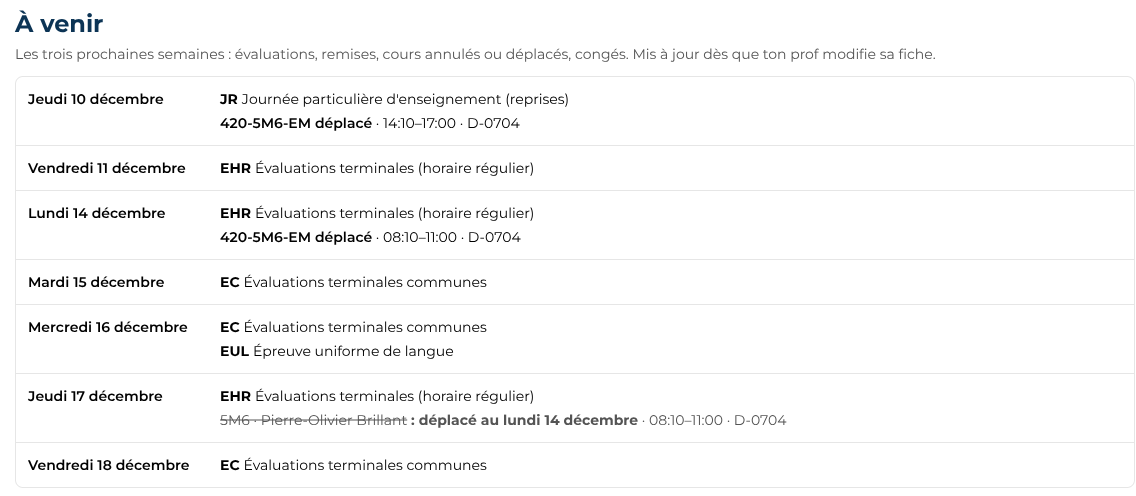 À venir
Les trois prochaines semaines : évaluations, remises, cours annulés ou déplacés, congés. Mis à jour dès que ton prof modifie sa fiche.
Jeudi 10 décembre
JR Journée particulière d'enseignement (reprises)
420-5M6-EM déplacé · 14:10–17:00 · D-0704
Vendredi 11 décembre
EHR Évaluations terminales (horaire régulier)
Lundi 14 décembre
EHR Évaluations terminales (horaire régulier)
420-5M6-EM déplacé · 08:10–11:00 · D-0704
Mardi 15 décembre
EC Évaluations terminales communes
Mercredi 16 décembre
EC Évaluations terminales communes
EUL Épreuve uniforme de langue
Jeudi 17 décembre
EHR Évaluations terminales (horaire régulier)
5M6 · Pierre-Olivier Brillant : déplacé au lundi 14 décembre · 08:10–11:00 · D-0704
Vendredi 18 décembre
EC Évaluations terminales communes